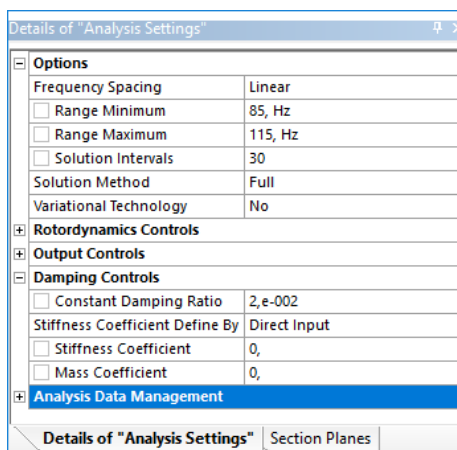 Details of "Analysis Settings"
Options
Frequency Spacing Linear
Range Minimum 85, Hz
Range Maximum 115, Hz
Solution Intervals 30
Solution Method Full
Variational Technology No
Rotordynamics Controls
Output Controls
Damping Controls
Constant Damping Ratio 2,e-002
Stiffness Coefficient Define By Direct Input
Stiffness Coefficient 0,
Mass Coefficient 0,
Analysis Data Management
Details of "Analysis Settings" Section Planes